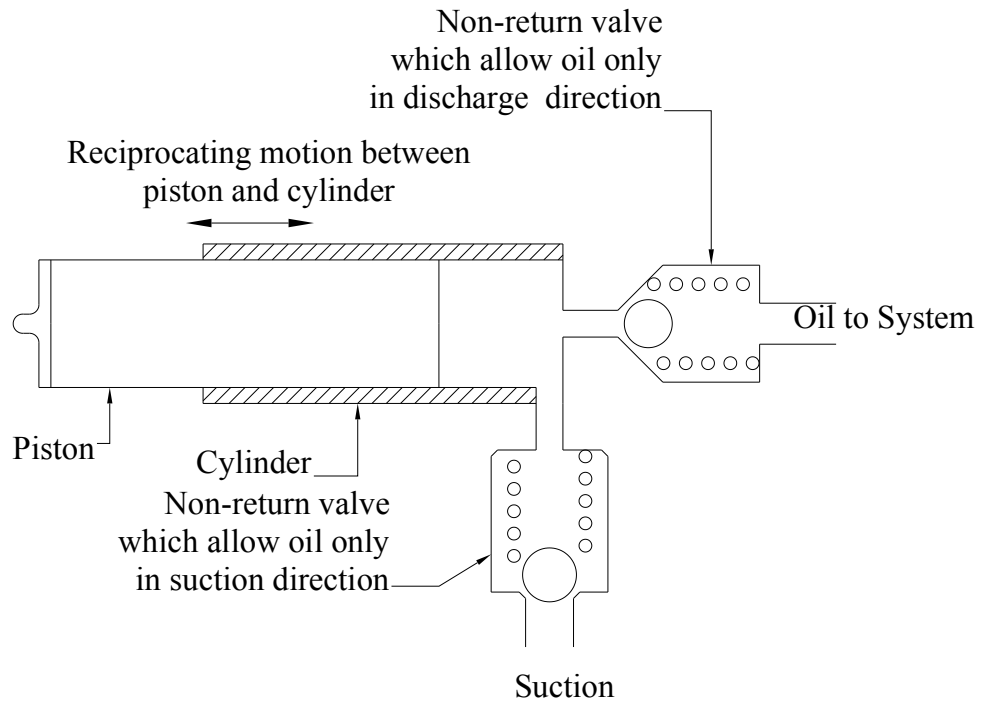 Non-return valve
which allow oil only
in discharge direction
Reciprocating motion between
piston and cylinder
Oil to System
Piston
Cylinder
Non-return valve
which allow oil only
in suction direction
Suction